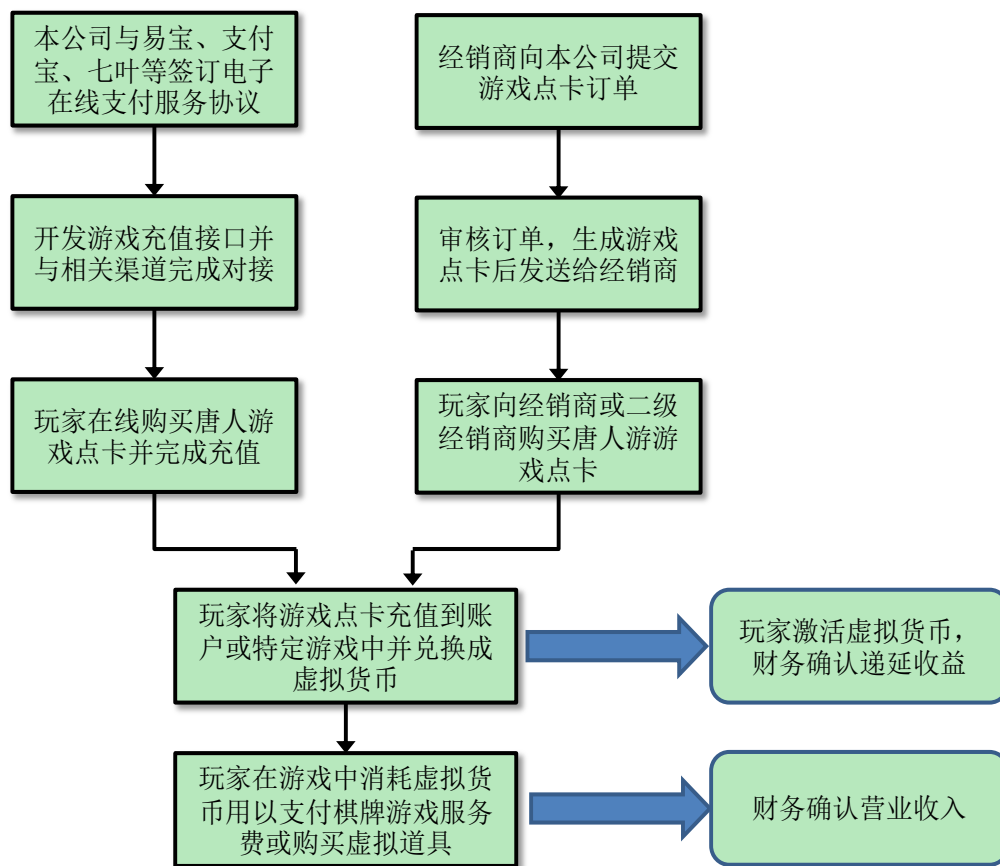 本公司与易宝、支付
宝、七叶等签订电子
在线支付服务协议
经销商向本公司提交
游戏点卡订单
开发游戏充值接口并
与相关渠道完成对接
审核订单，生成游戏
点卡后发送给经销商
玩家在线购买唐人游
戏点卡并完成充值
玩家向经销商或二级
经销商购买唐人游游
戏点卡
玩家将游戏点卡充值到账
户或特定游戏中并兑换成
虚拟货币
玩家激活虚拟货币，
财务确认递延收益
玩家在游戏中消耗虚拟货
币用以支付棋牌游戏服务
费或购买虚拟道具
财务确认营业收入